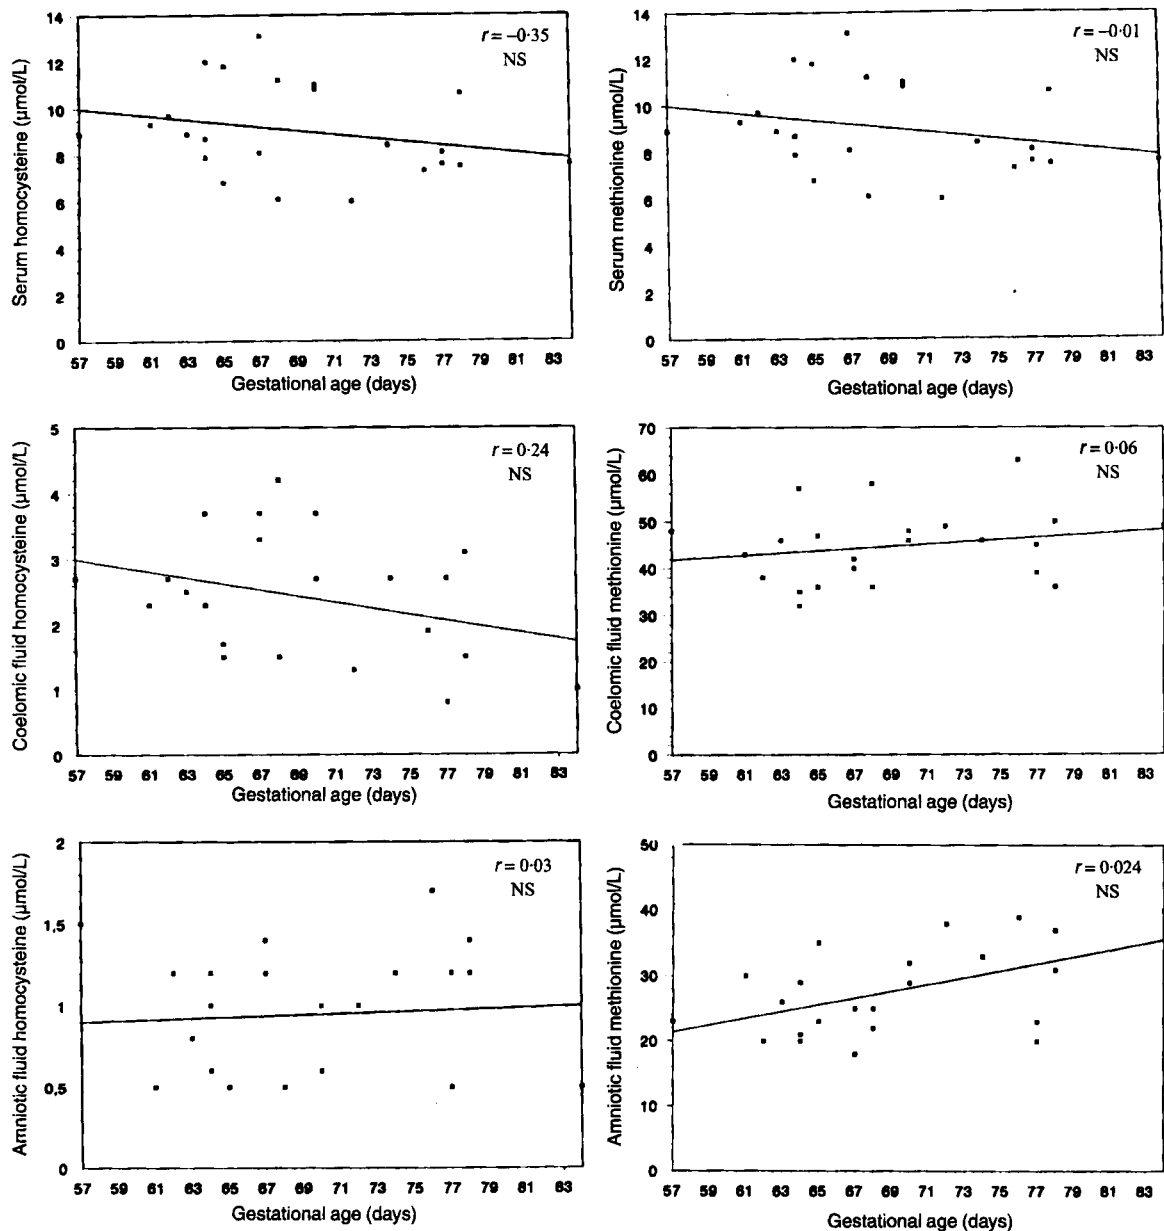 14
12
10
8
6
4
2
0
Serum homocysteine (μmol/L)
r = –0·35
NS
57 59 61 63 65 67 69 71 73 75 77 79 81 83
Gestational age (days)
14
12
10
8
6
4
2
0
Serum methionine (μmol/L)
r = –0·01
NS
57 59 61 63 65 67 69 71 73 75 77 79 81 83
Gestational age (days)
5
4
3
2
1
0
Coelomic fluid homocysteine (μmol/L)
r = 0·24
NS
57 59 61 63 65 67 69 71 73 75 77 79 81 83
Gestational age (days)
70
60
50
40
30
20
10
0
Coelomic fluid methionine (μmol/L)
r = 0·06
NS
57 59 61 63 65 67 69 71 73 75 77 79 81 83
Gestational age (days)
2
1,5
1
0,5
0
Amniotic fluid homocysteine (μmol/L)
r = 0·03
NS
57 59 61 63 65 67 69 71 73 75 77 79 81 83
Gestational age (days)
50
40
30
20
10
0
Amniotic fluid methionine (μmol/L)
r = 0·024
NS
57 59 61 63 65 67 69 71 73 75 77 79 81 83
Gestational age (days)